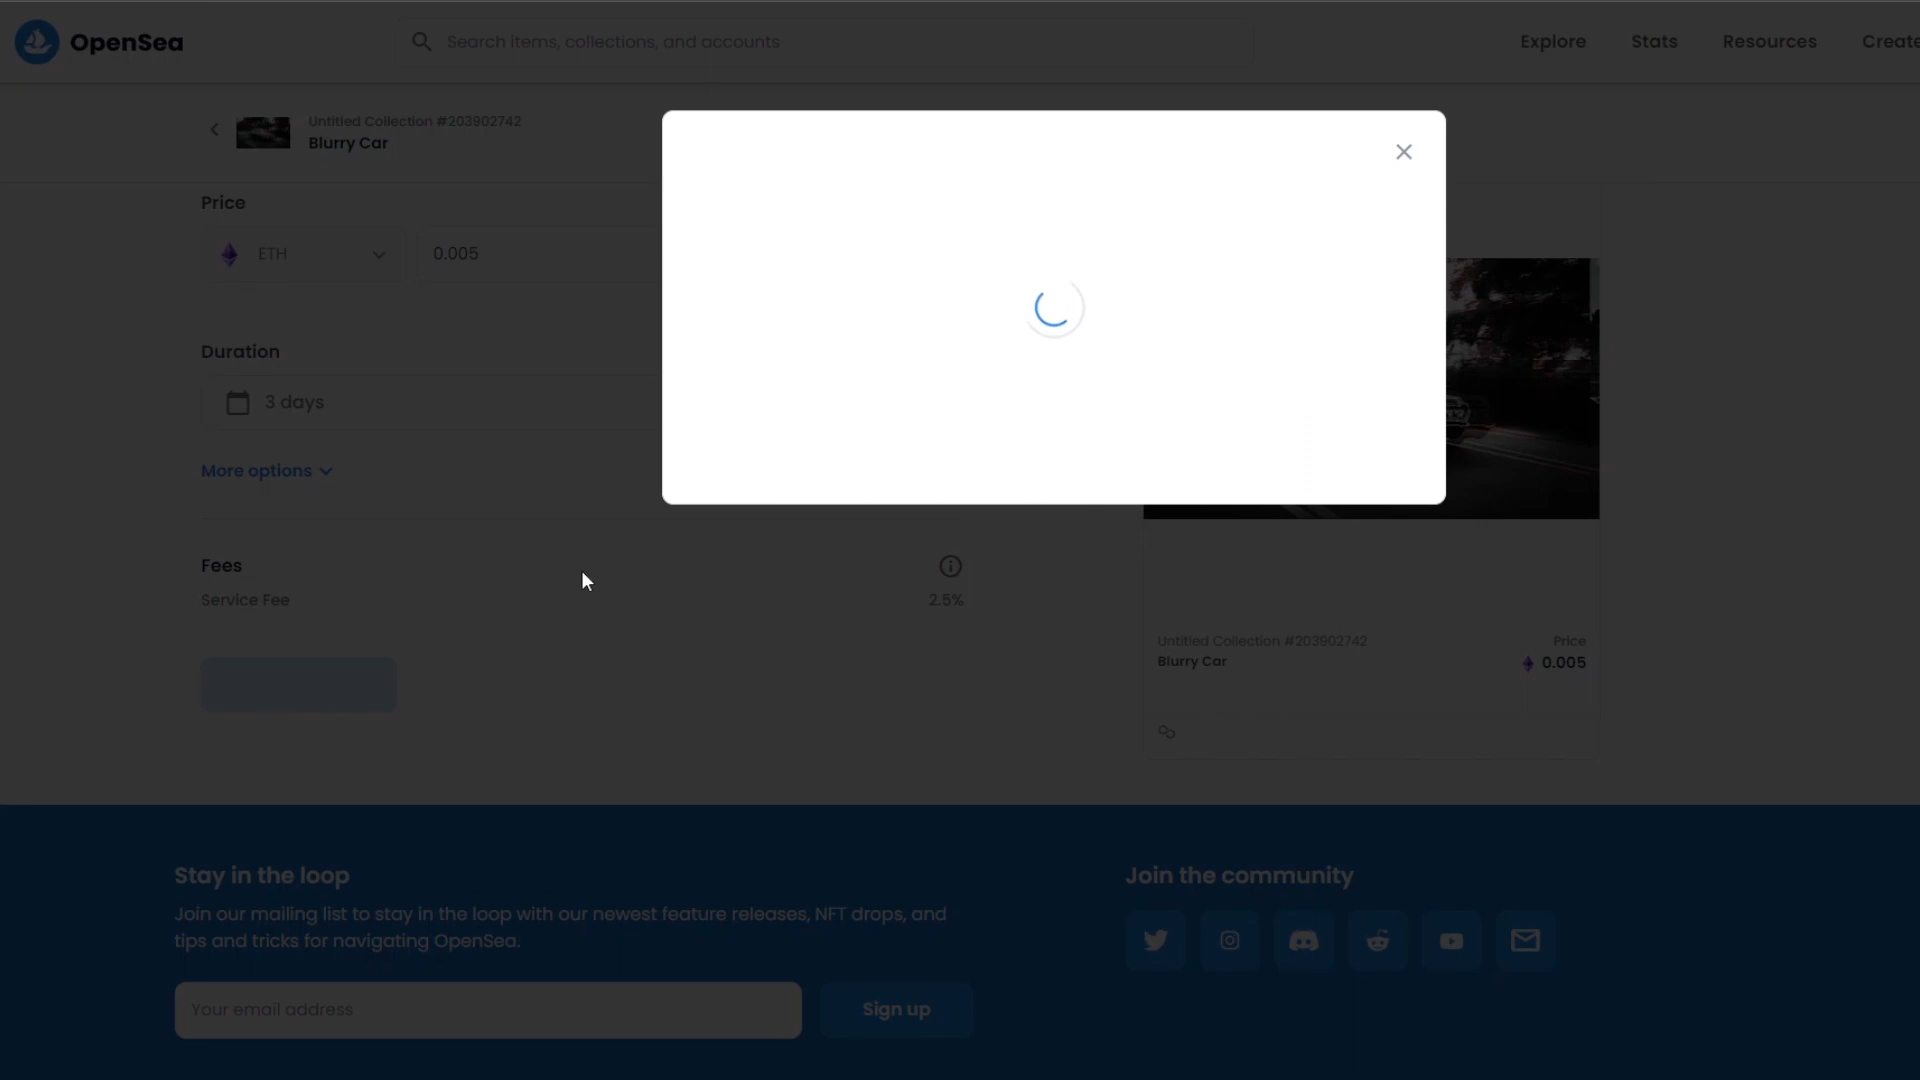 OpenSea
Search items, collections, and accounts
Explore
Stats
Resources
Create
Untitled Collection #203902742
Blurry Car
Price
ETH
0.005
Duration
3 days
More options
Fees
Service Fee
2.5%
Untitled Collection #203902742
Price
Blurry Car
0.005
Stay in the loop
Join our mailing list to stay in the loop with our newest feature releases, NFT drops, and
tips and tricks for navigating OpenSea.
Your email address
Sign up
Join the community